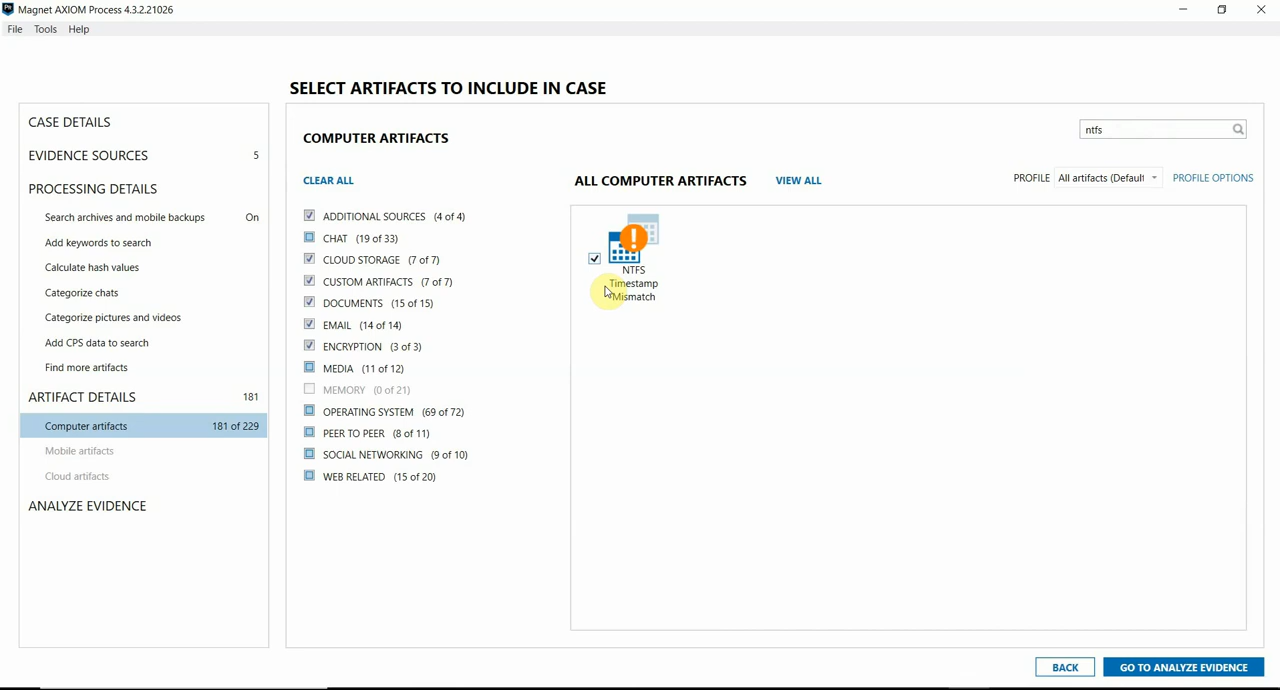 Magnet AXIOM Process 4.3.2.21026
File Tools Help
SELECT ARTIFACTS TO INCLUDE IN CASE
CASE DETAILS
EVIDENCE SOURCES 5
PROCESSING DETAILS
Search archives and mobile backups On
Add keywords to search
Calculate hash values
Categorize chats
Categorize pictures and videos
Add CPS data to search
Find more artifacts
ARTIFACT DETAILS 181
Computer artifacts 181 of 229
Mobile artifacts
Cloud artifacts
ANALYZE EVIDENCE
COMPUTER ARTIFACTS
ntfs
CLEAR ALL
ADDITIONAL SOURCES (4 of 4)
CHAT (19 of 33)
CLOUD STORAGE (7 of 7)
CUSTOM ARTIFACTS (7 of 7)
DOCUMENTS (15 of 15)
EMAIL (14 of 14)
ENCRYPTION (3 of 3)
MEDIA (11 of 12)
MEMORY (0 of 21)
OPERATING SYSTEM (69 of 72)
PEER TO PEER (8 of 11)
SOCIAL NETWORKING (9 of 10)
WEB RELATED (15 of 20)
ALL COMPUTER ARTIFACTS VIEW ALL
PROFILE All artifacts (Default PROFILE OPTIONS
NTFS
Timestamp
Mismatch
BACK GO TO ANALYZE EVIDENCE